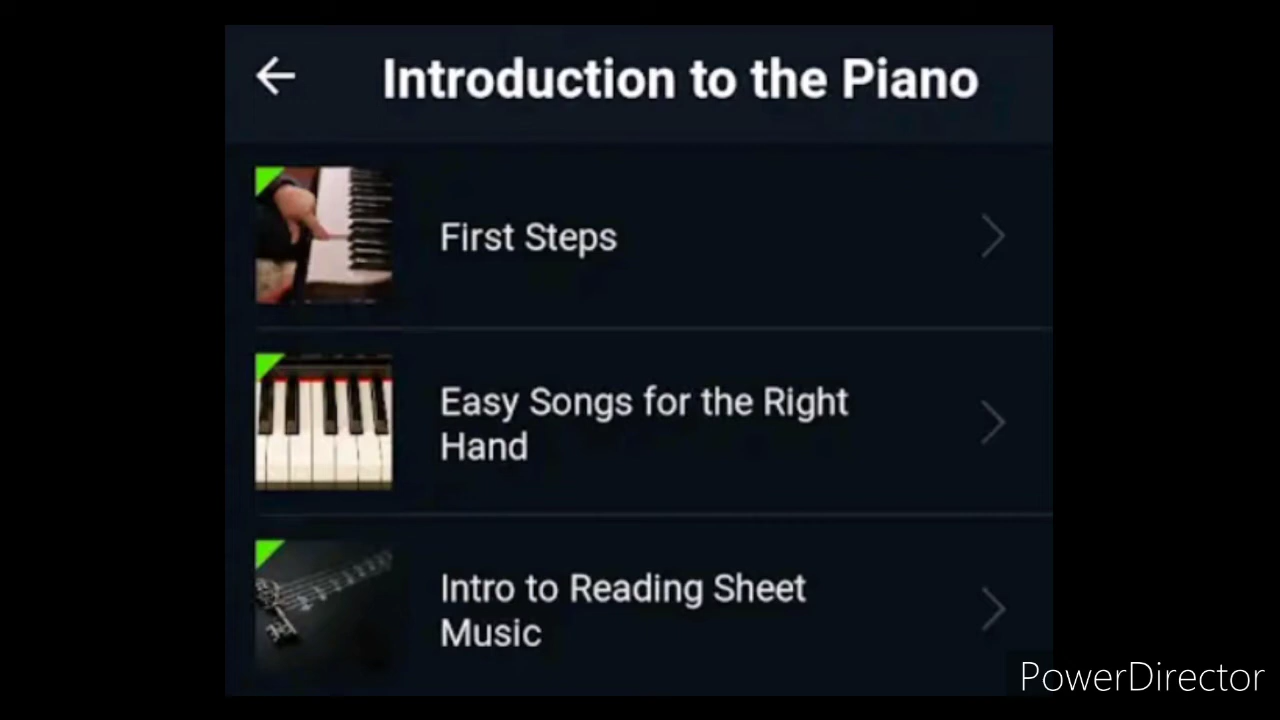 Introduction to the Piano
First Steps
Easy Songs for the Right
Hand
Intro to Reading Sheet
Music
PowerDirector